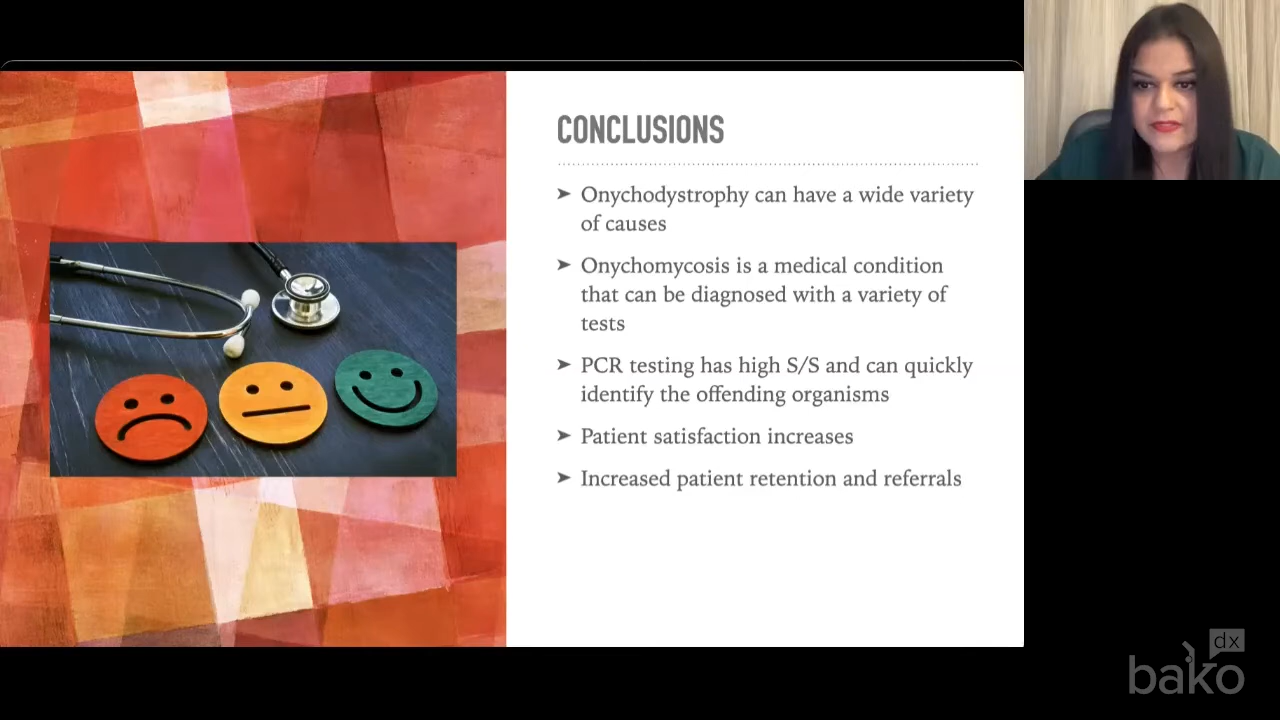 CONCLUSIONS
➤ Onychodystrophy can have a wide variety
of causes
➤ Onychomycosis is a medical condition
that can be diagnosed with a variety of
tests
➤ PCR testing has high S/S and can quickly
identify the offending organisms
➤ Patient satisfaction increases
➤ Increased patient retention and referrals
dx
bako